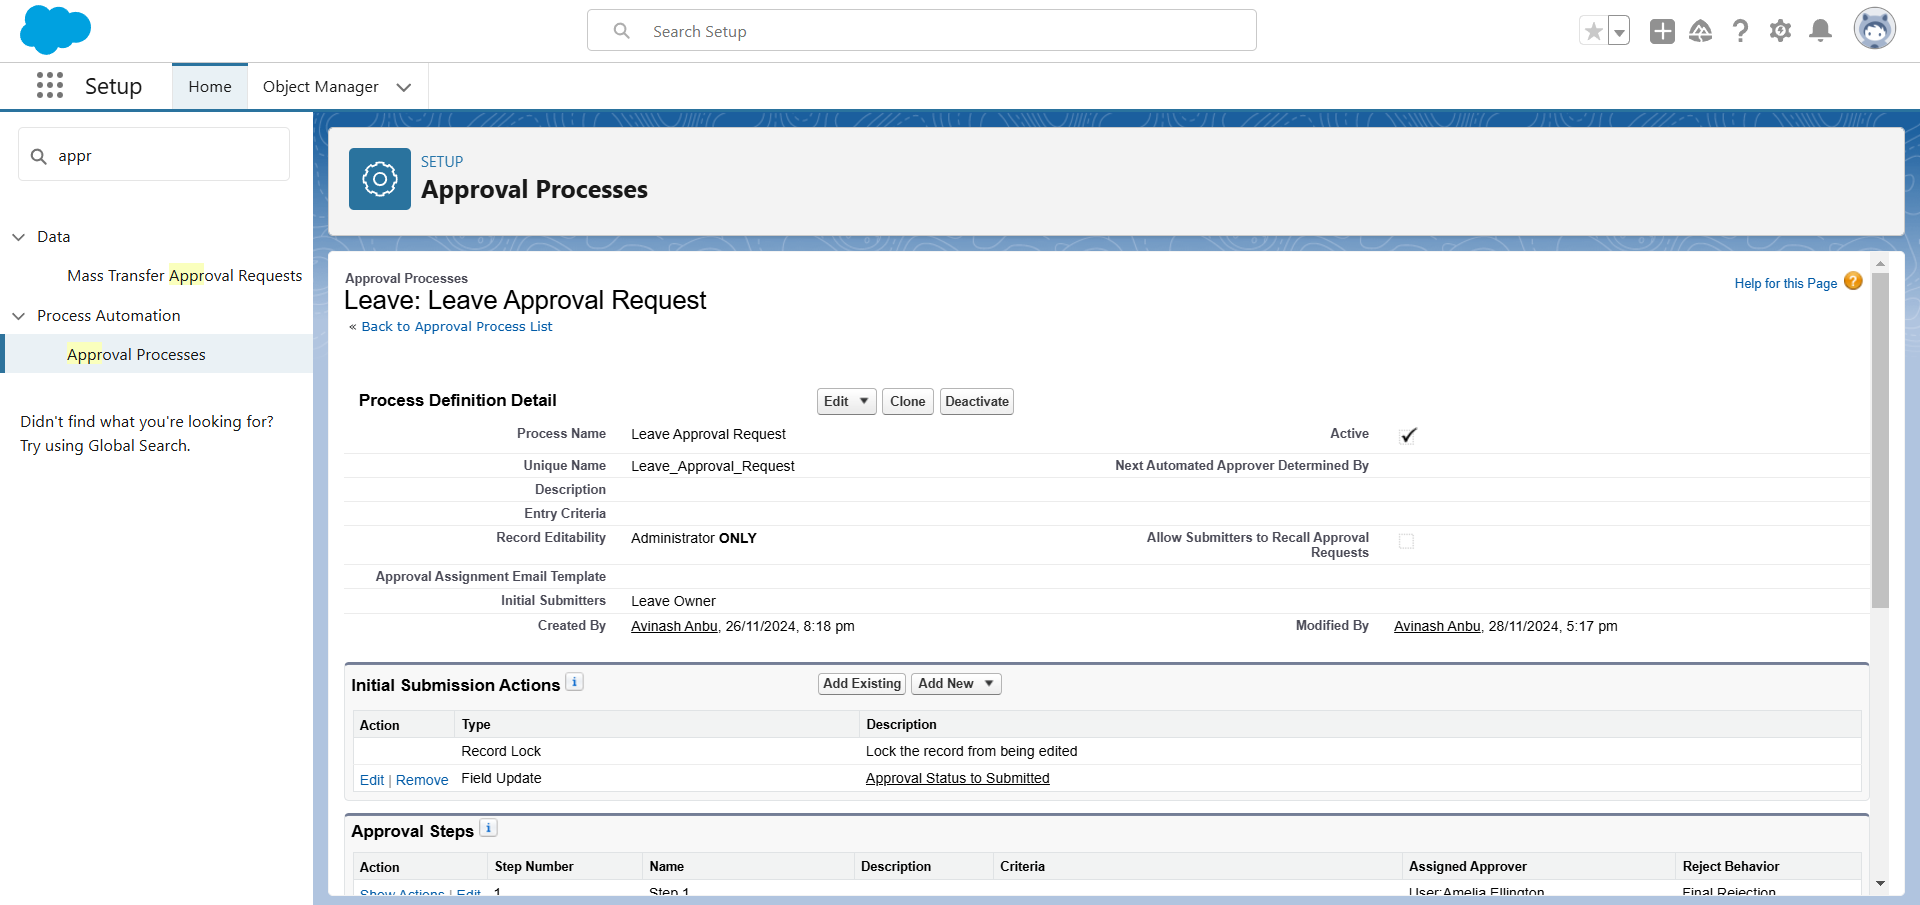 Search Setup
Setup
Home
Object Manager
appr
Data
Mass Transfer Approval Requests
Process Automation
Approval Processes
Didn't find what you're looking for?
Try using Global Search.
SETUP
Approval Processes
Approval Processes
Leave: Leave Approval Request
« Back to Approval Process List
Help for this Page ?
Process Definition Detail
Edit Clone Deactivate
Process Name Leave Approval Request Active
Unique Name Leave_Approval_Request Next Automated Approver Determined By
Description
Entry Criteria
Record Editability Administrator ONLY Allow Submitters to Recall Approval
Requests
Approval Assignment Email Template
Initial Submitters Leave Owner
Created By Avinash Anbu, 26/11/2024, 8:18 pm Modified By Avinash Anbu, 28/11/2024, 5:17 pm
Initial Submission Actions i Add Existing Add New
Action Type Description
Record Lock Lock the record from being edited
Edit | Remove Field Update Approval Status to Submitted
Approval Steps i
Action Step Number Name Description Criteria Assigned Approver Reject Behavior
Show Actions | Edit 1 Step 1 User:Amelia Ellington Final Rejection